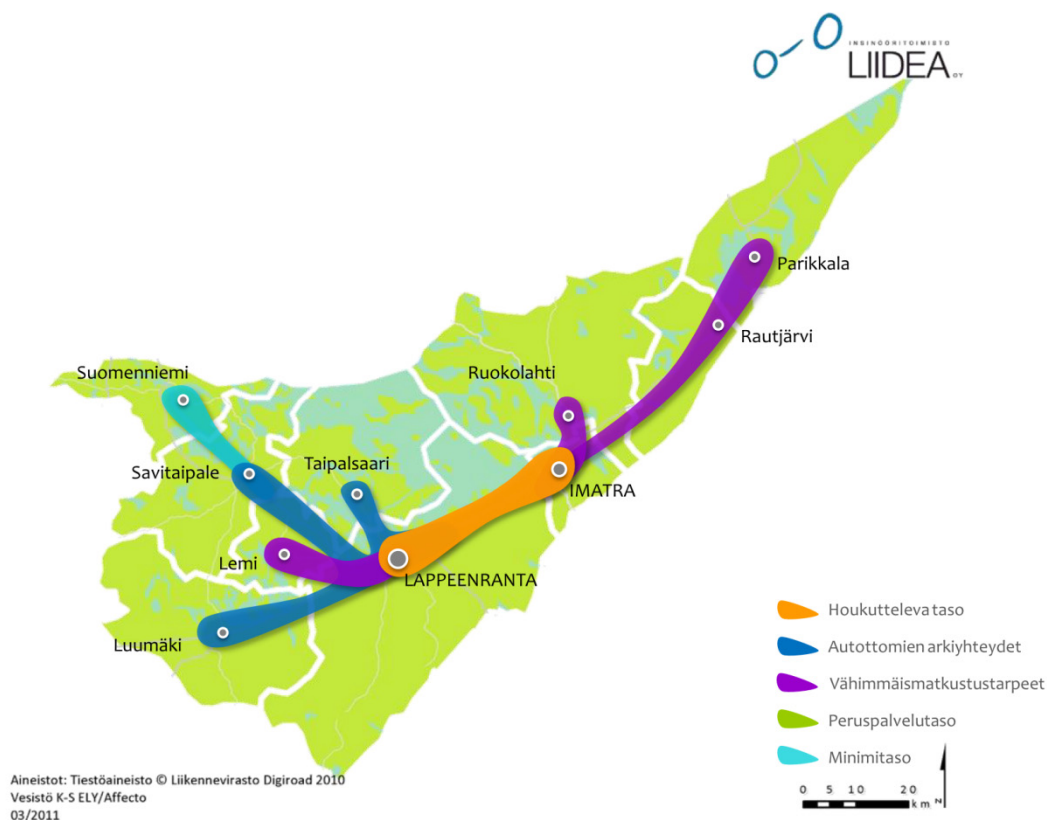 INSINÖÖRITOIMISTO
LIIDEA OY
Parikkala
Rautjärvi
Ruokolahti
Suomenniemi
Savitaipale
Taipalsaari
IMATRA
Lemi
LAPPEENRANTA
Luumäki
Houkutteleva taso
Autottomien arkiyhteydet
Vähimmäismatkustustarpeet
Peruspalvelutaso
Minimitaso
Aineistot: Tiestöaineisto © Liikennevirasto Digiroad 2010
Vesistö K-S ELY/Affecto
03/2011
0 5 10 20
km N